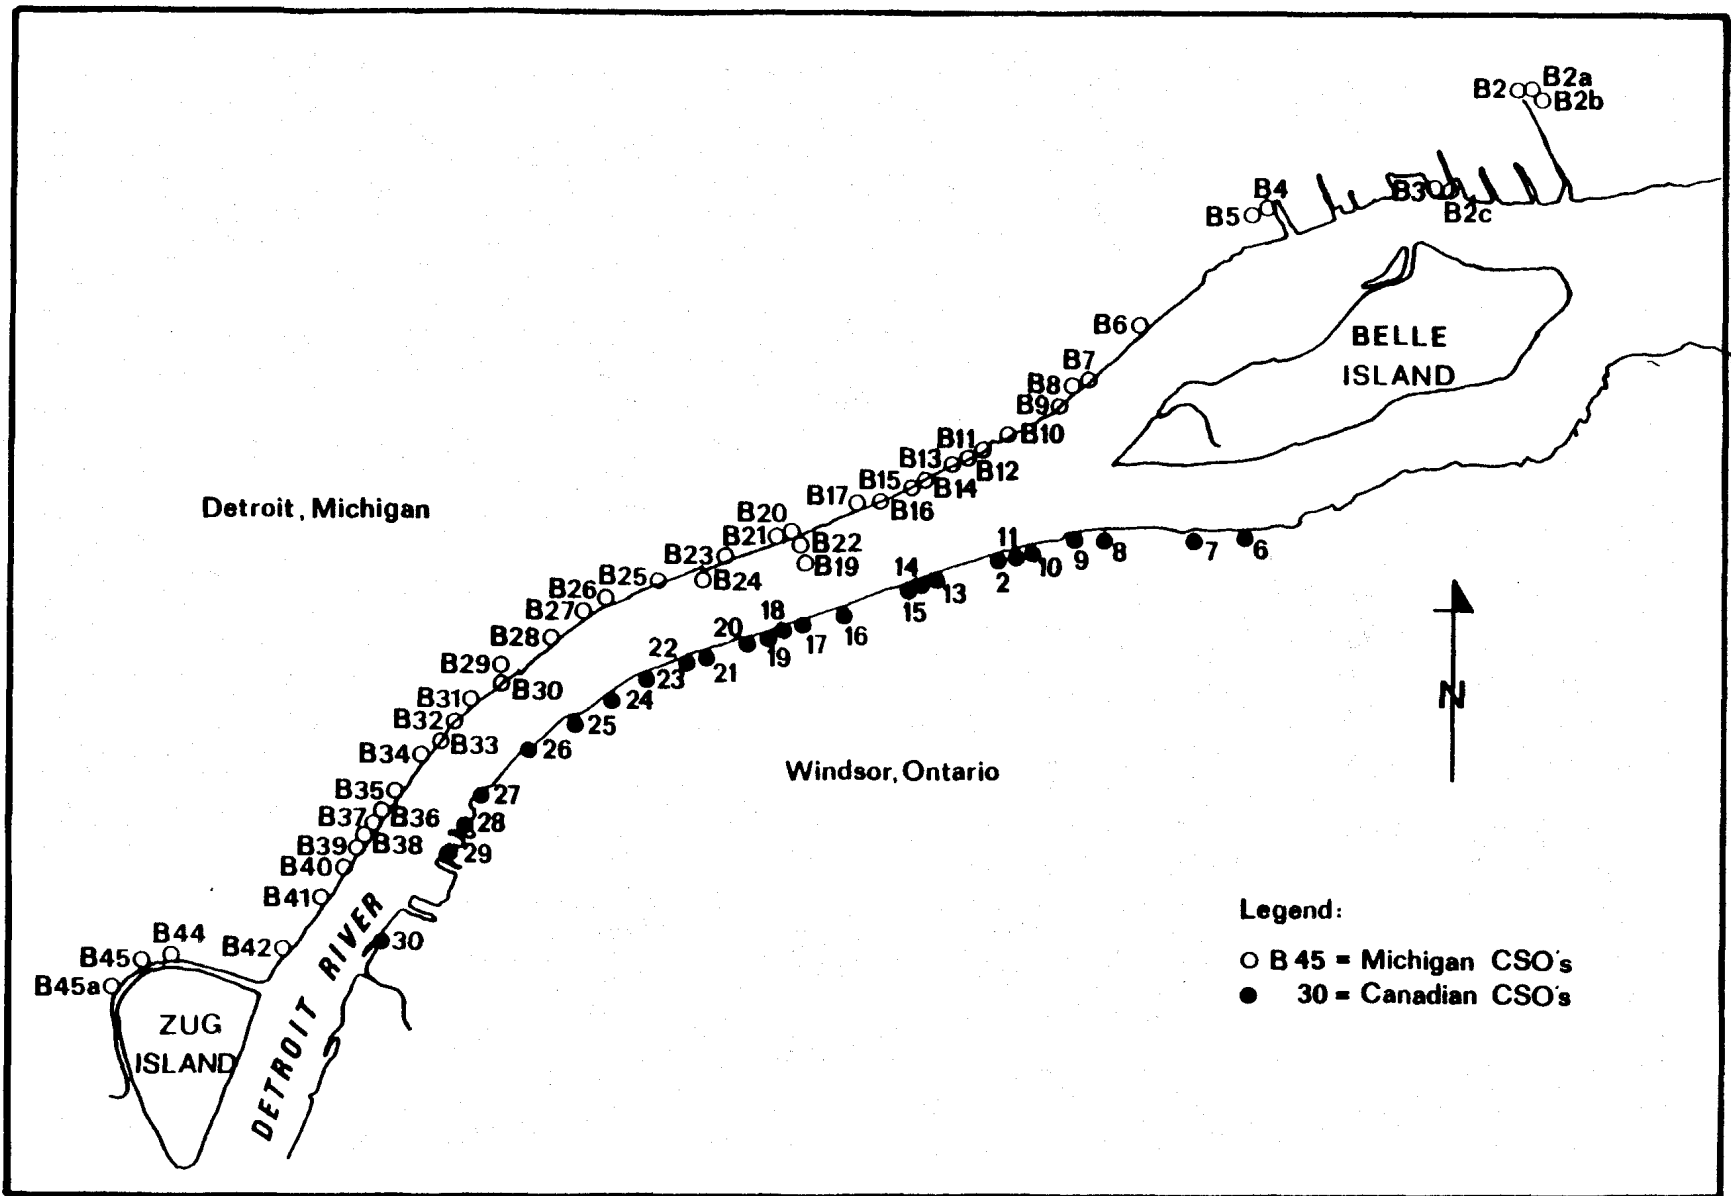 B2
B2a
B2b
B4
B3
B5
B2c
B6
BELLE
ISLAND
B7
B8
B9
B10
B11
B12
B13
B14
B15
B16
B17
Detroit, Michigan
B20
B21
B22
B19
B23
B24
B25
B26
B27
B28
B29
B30
B31
B32
B33
B34
B35
B36
B37
B38
B39
B40
B41
B42
B44
B45
B45a
6
7
8
9
10
11
2
13
14
15
16
17
18
19
20
21
22
23
24
25
26
27
28
29
30
Windsor, Ontario
N
ZUG
ISLAND
DETROIT RIVER
Legend:
B 45 = Michigan CSO's
30 = Canadian CSO's